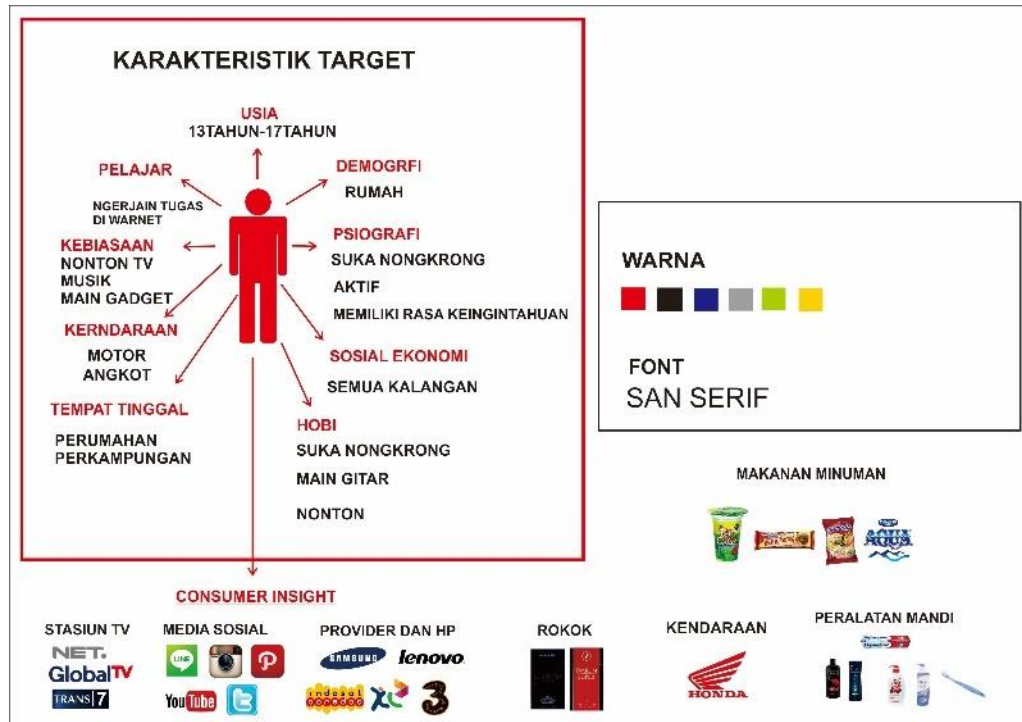 KARAKTERISTIK TARGET
USIA
13TAHUN-17TAHUN
PELAJAR
NGERJAIN TUGAS
DI WARNET
KEBIASAAN
NONTON TV
MUSIK
MAIN GADGET
KERNDARAAN
MOTOR
ANGKOT
TEMPAT TINGGAL
PERUMAHAN
PERKAMPUNGAN
DEMOGRFI
RUMAH
PSIOGRAFI
SUKA NONGKRONG
AKTIF
MEMILIKI RASA KEINGINTAHUAN
SOSIAL EKONOMI
SEMUA KALANGAN
HOBI
SUKA NONGKRONG
MAIN GITAR
NONTON
WARNA
FONT
SAN SERIF
CONSUMER INSIGHT
STASIUN TV
NET.
GlobalTV
TRANS|7
MEDIA SOSIAL
LINE
YouTube
PROVIDER DAN HP
SAMSUNG
lenovo
indosat
ooredoo
XL
3
ROKOK
KENDARAAN
HONDA
MAKANAN MINUMAN
AQUA
PERALATAN MANDI